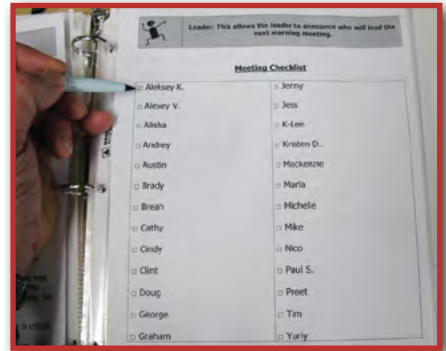 Leader: This allows the leader to announce who will lead the
next morning meeting.
Meeting Checklist
□ Aleksey K.
□ Alexey V.
□ Alisha
□ Andrey
□ Austin
□ Brady
□ Breah
□ Cathy
□ Cindy
□ Clint
□ Doug
□ George
□ Graham
□ Jerny
□ Jess
□ K-Lee
□ Kristen D.
□ Mackenzie
□ Marla
□ Michelle
□ Mike
□ Nico
□ Paul S.
□ Preet
□ Tim
□ Yuriy